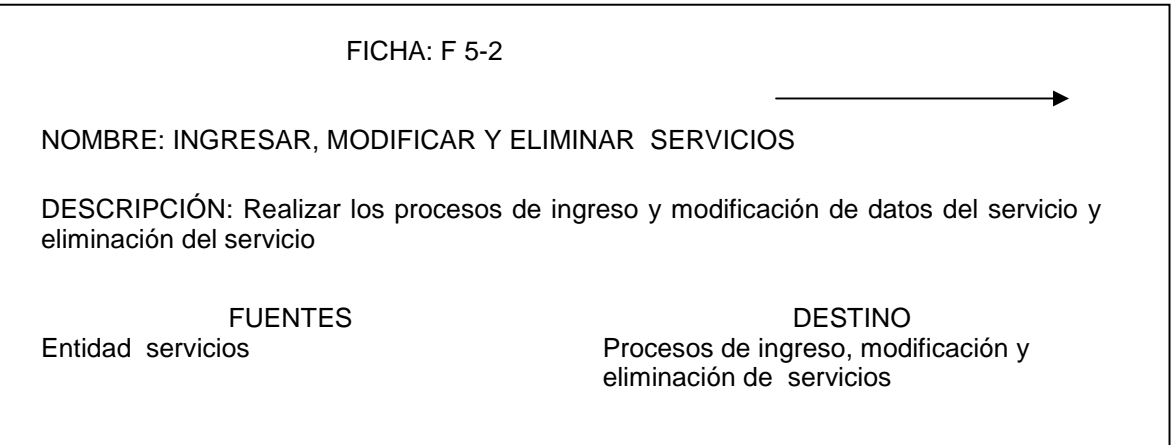 FICHA: F 5-2
NOMBRE: INGRESAR, MODIFICAR Y ELIMINAR SERVICIOS
DESCRIPCIÓN: Realizar los procesos de ingreso y modificación de datos del servicio y
eliminación del servicio
FUENTES
Entidad servicios
DESTINO
Procesos de ingreso, modificación y
eliminación de servicios